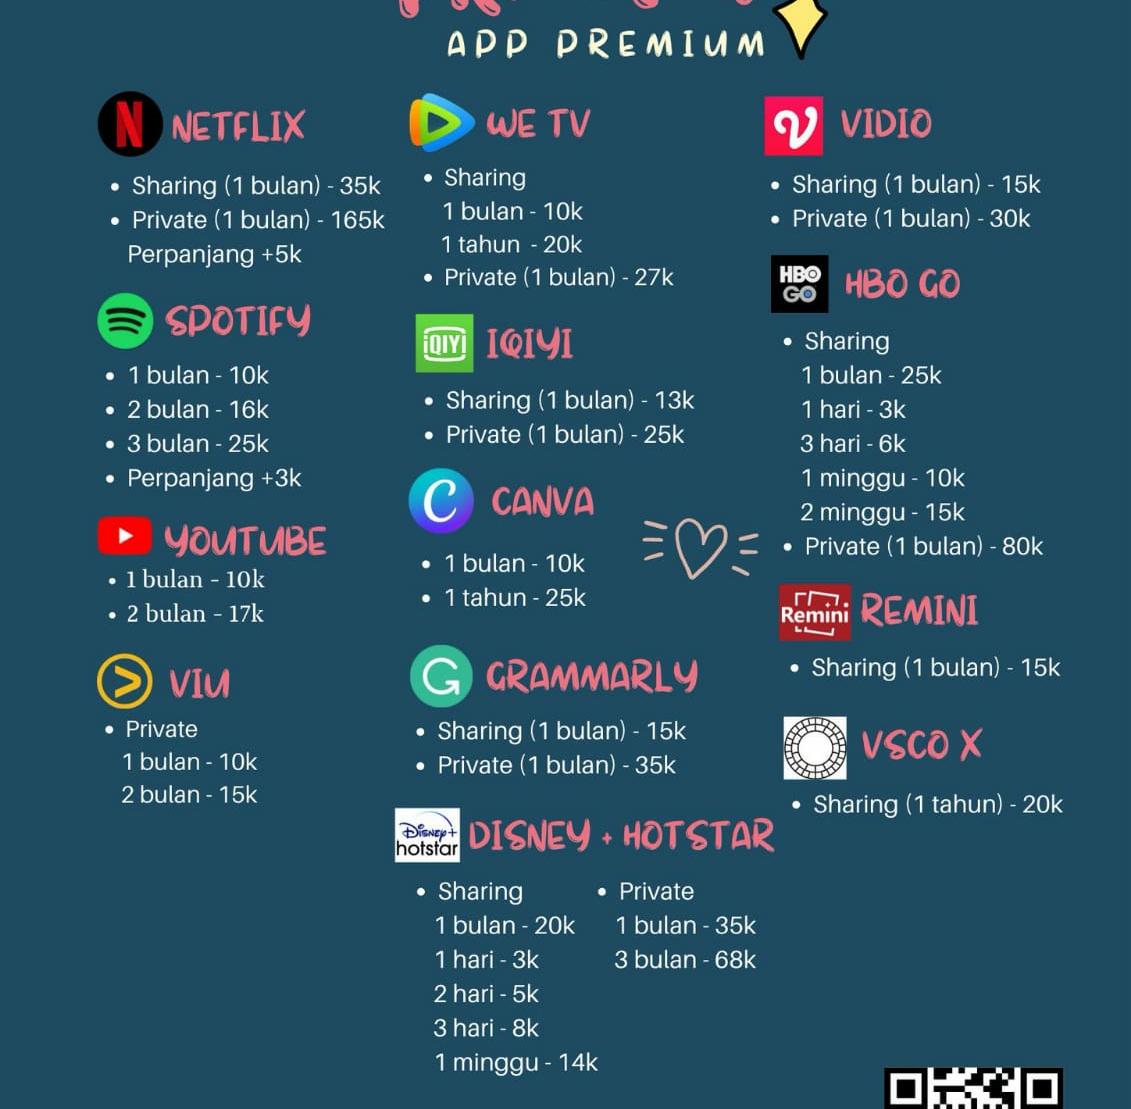 APP PREMIUM
NETFLIX
• Sharing (1 bulan) - 35k
• Private (1 bulan) - 165k
Perpanjang +5k
SPOTIFY
• 1 bulan - 10k
• 2 bulan - 16k
• 3 bulan - 25k
• Perpanjang +3k
YOUTUBE
• 1 bulan - 10k
• 2 bulan - 17k
VIU
• Private
1 bulan - 10k
2 bulan - 15k
WE TV
• Sharing
1 bulan - 10k
1 tahun - 20k
• Private (1 bulan) - 27k
iQIYI
IQIYI
• Sharing (1 bulan) - 13k
• Private (1 bulan) - 25k
CANVA
• 1 bulan - 10k
• 1 tahun - 25k
GRAMMARLY
• Sharing (1 bulan) - 15k
• Private (1 bulan) - 35k
Disney+
hotstar
DISNEY + HOTSTAR
• Sharing
1 bulan - 20k
1 hari - 3k
2 hari - 5k
3 hari - 8k
1 minggu - 14k
• Private
1 bulan - 35k
3 bulan - 68k
VIDIO
• Sharing (1 bulan) - 15k
• Private (1 bulan) - 30k
HBO
GO
HBO GO
• Sharing
1 bulan - 25k
1 hari - 3k
3 hari - 6k
1 minggu - 10k
2 minggu - 15k
• Private (1 bulan) - 80k
Remini
REMINI
• Sharing (1 bulan) - 15k
VSCO X
• Sharing (1 tahun) - 20k